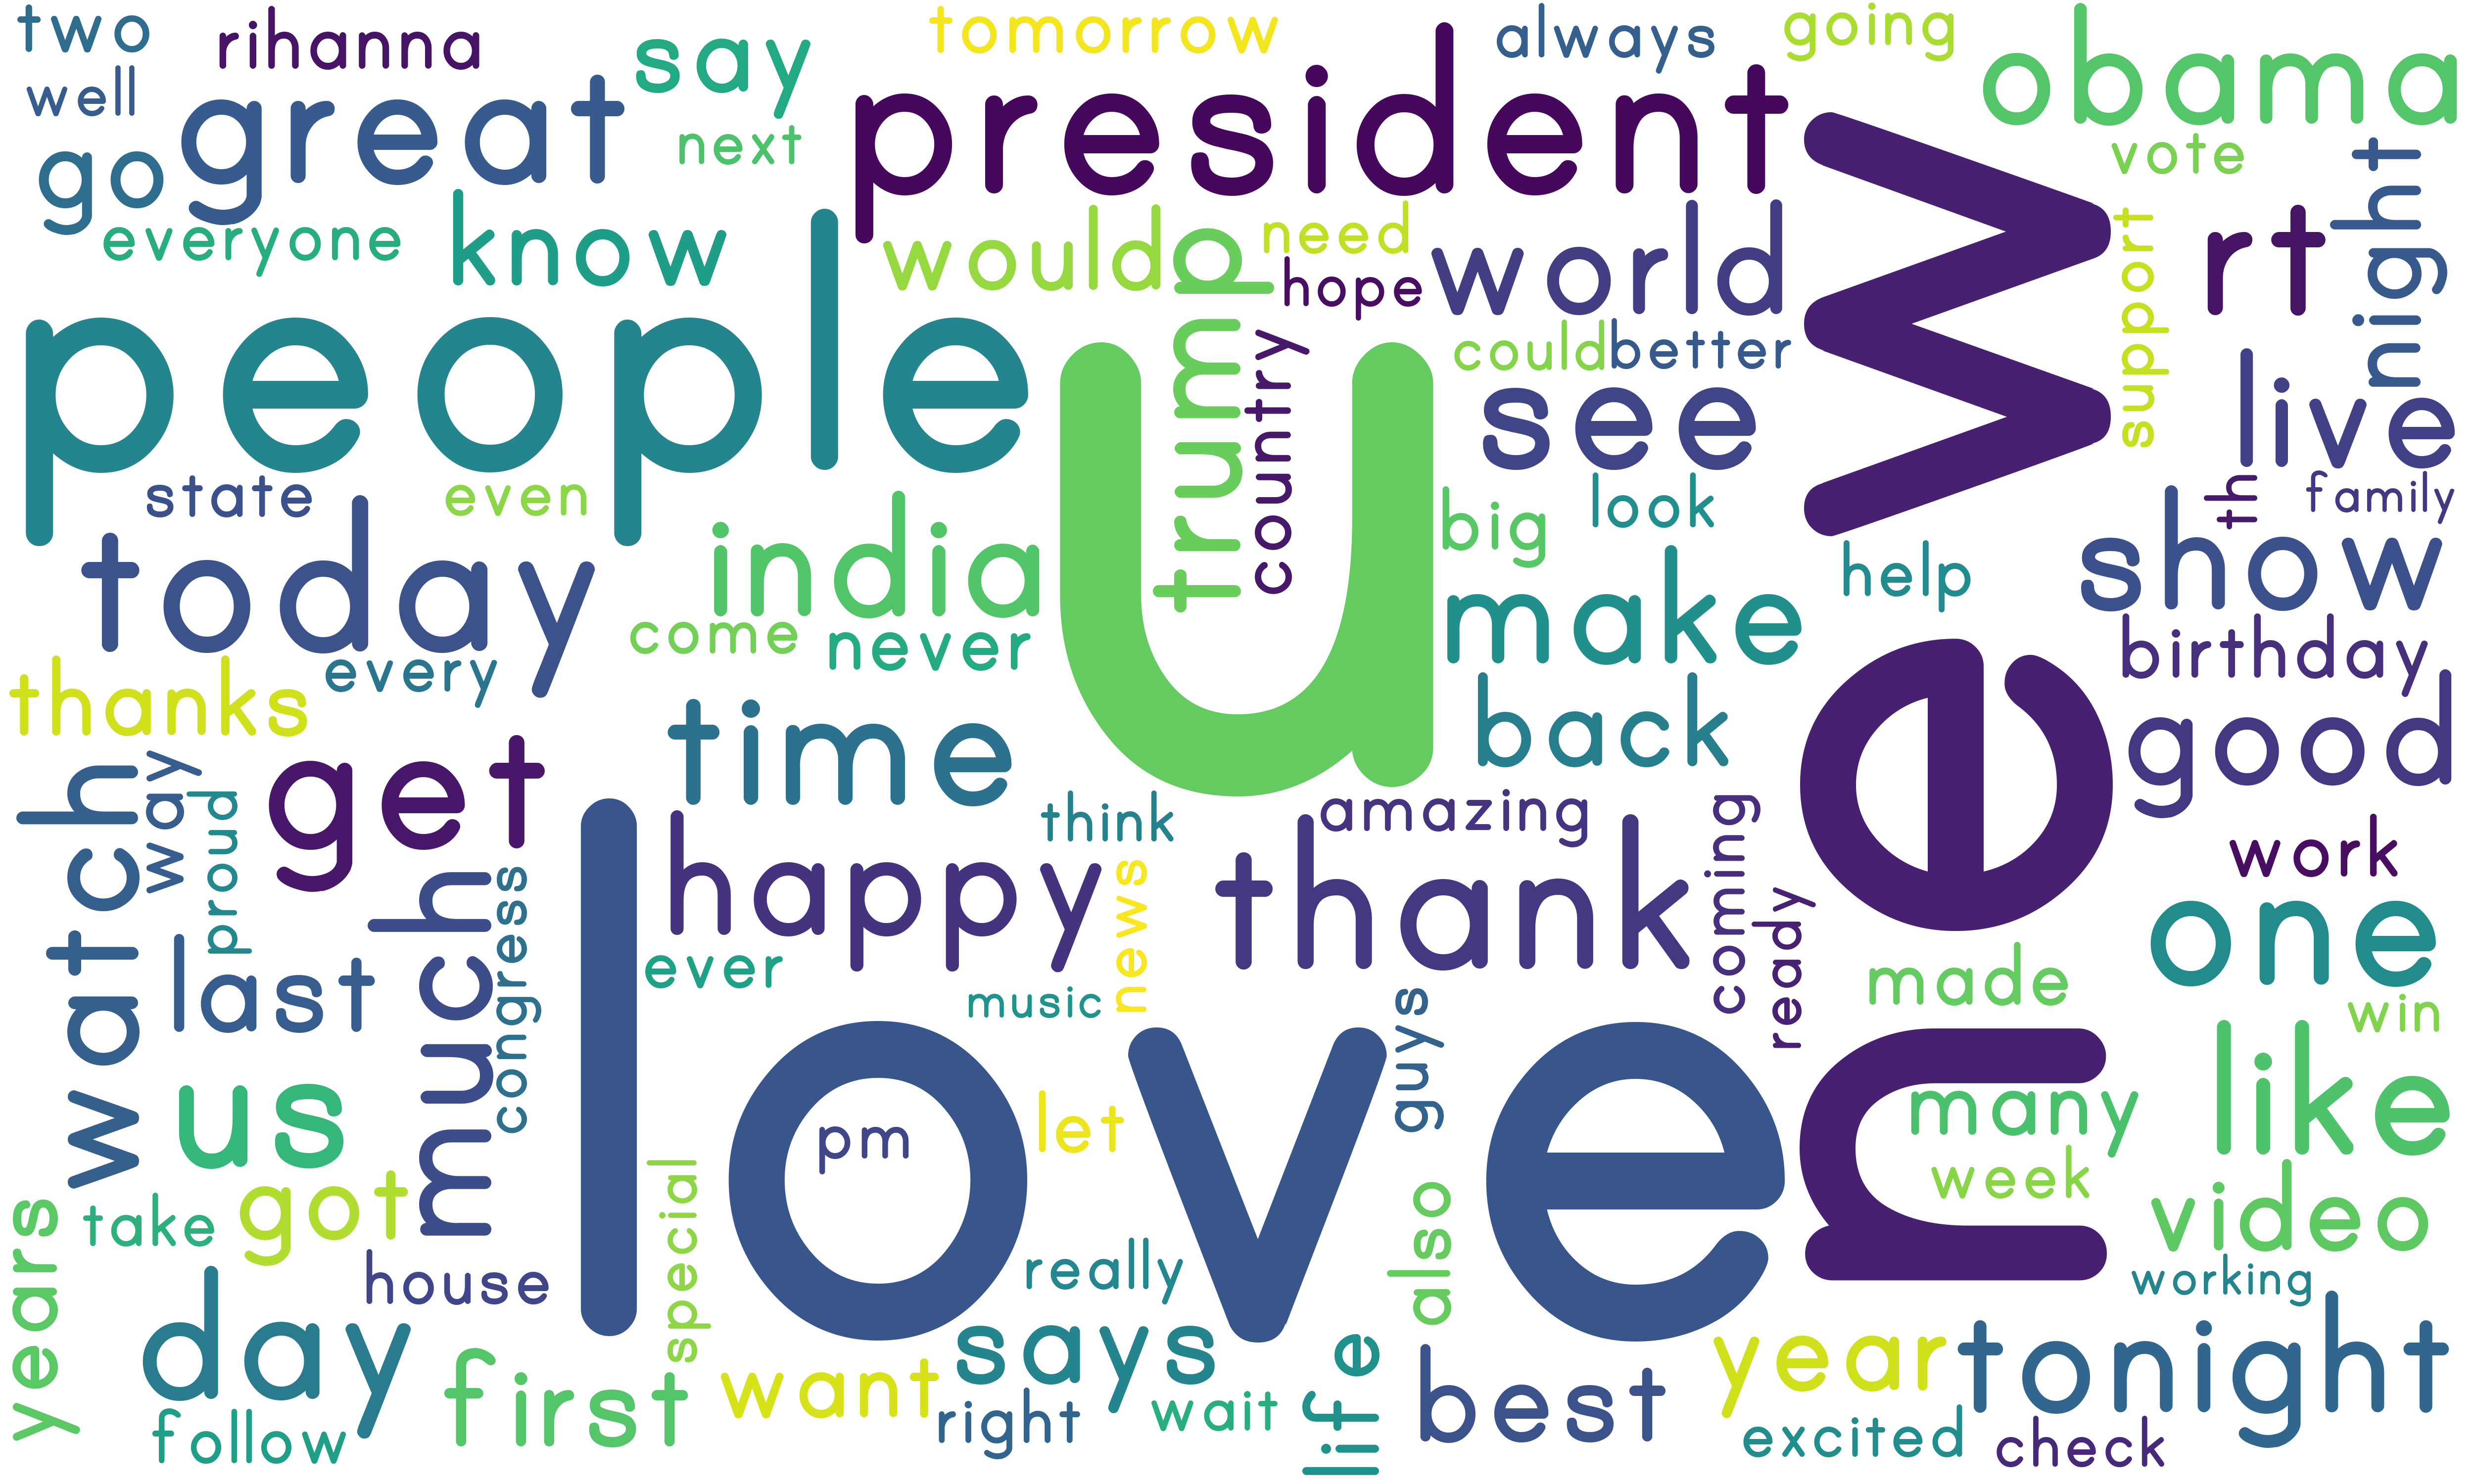 two
rihanna
say
tomorrow
always
going
obama
well
great
next
president
vote
night
go
everyone
know
would
need
hope
world
new
support
rt
people
trump
country
could
better
see
live
u
state
even
big
look
th
family
today
india
make
help
show
come
never
birthday
thanks
every
time
back
good
watch
way
proud
get
think
amazing
coming
work
much
congress
happy
news
thank
ready
one
last
ever
music
made
win
love
guys
us
pm
let
many
like
years
take
got
special
also
week
video
house
really
working
day
first
want
says
life
best
year
tonight
follow
right
wait
excited
check